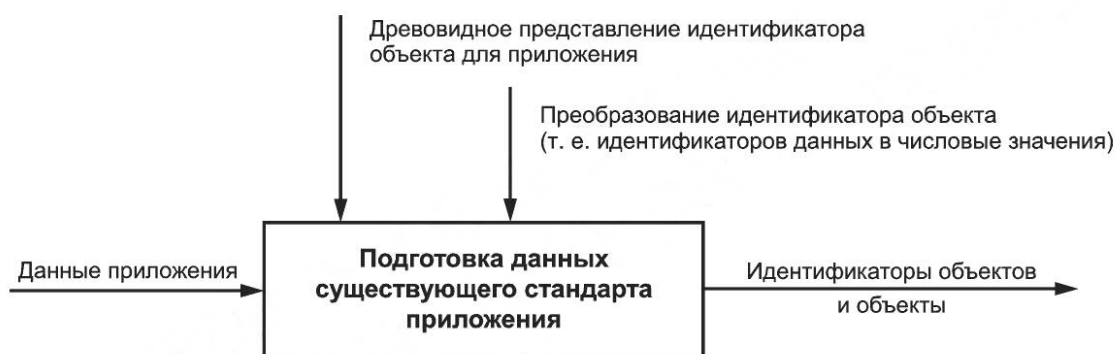 Древовидное представление идентификатора
объекта для приложения
Преобразование идентификатора объекта
(т. е. идентификаторов данных в числовые значения)
Данные приложения
Подготовка данных
существующего стандарта
приложения
Идентификаторы объектов
и объекты